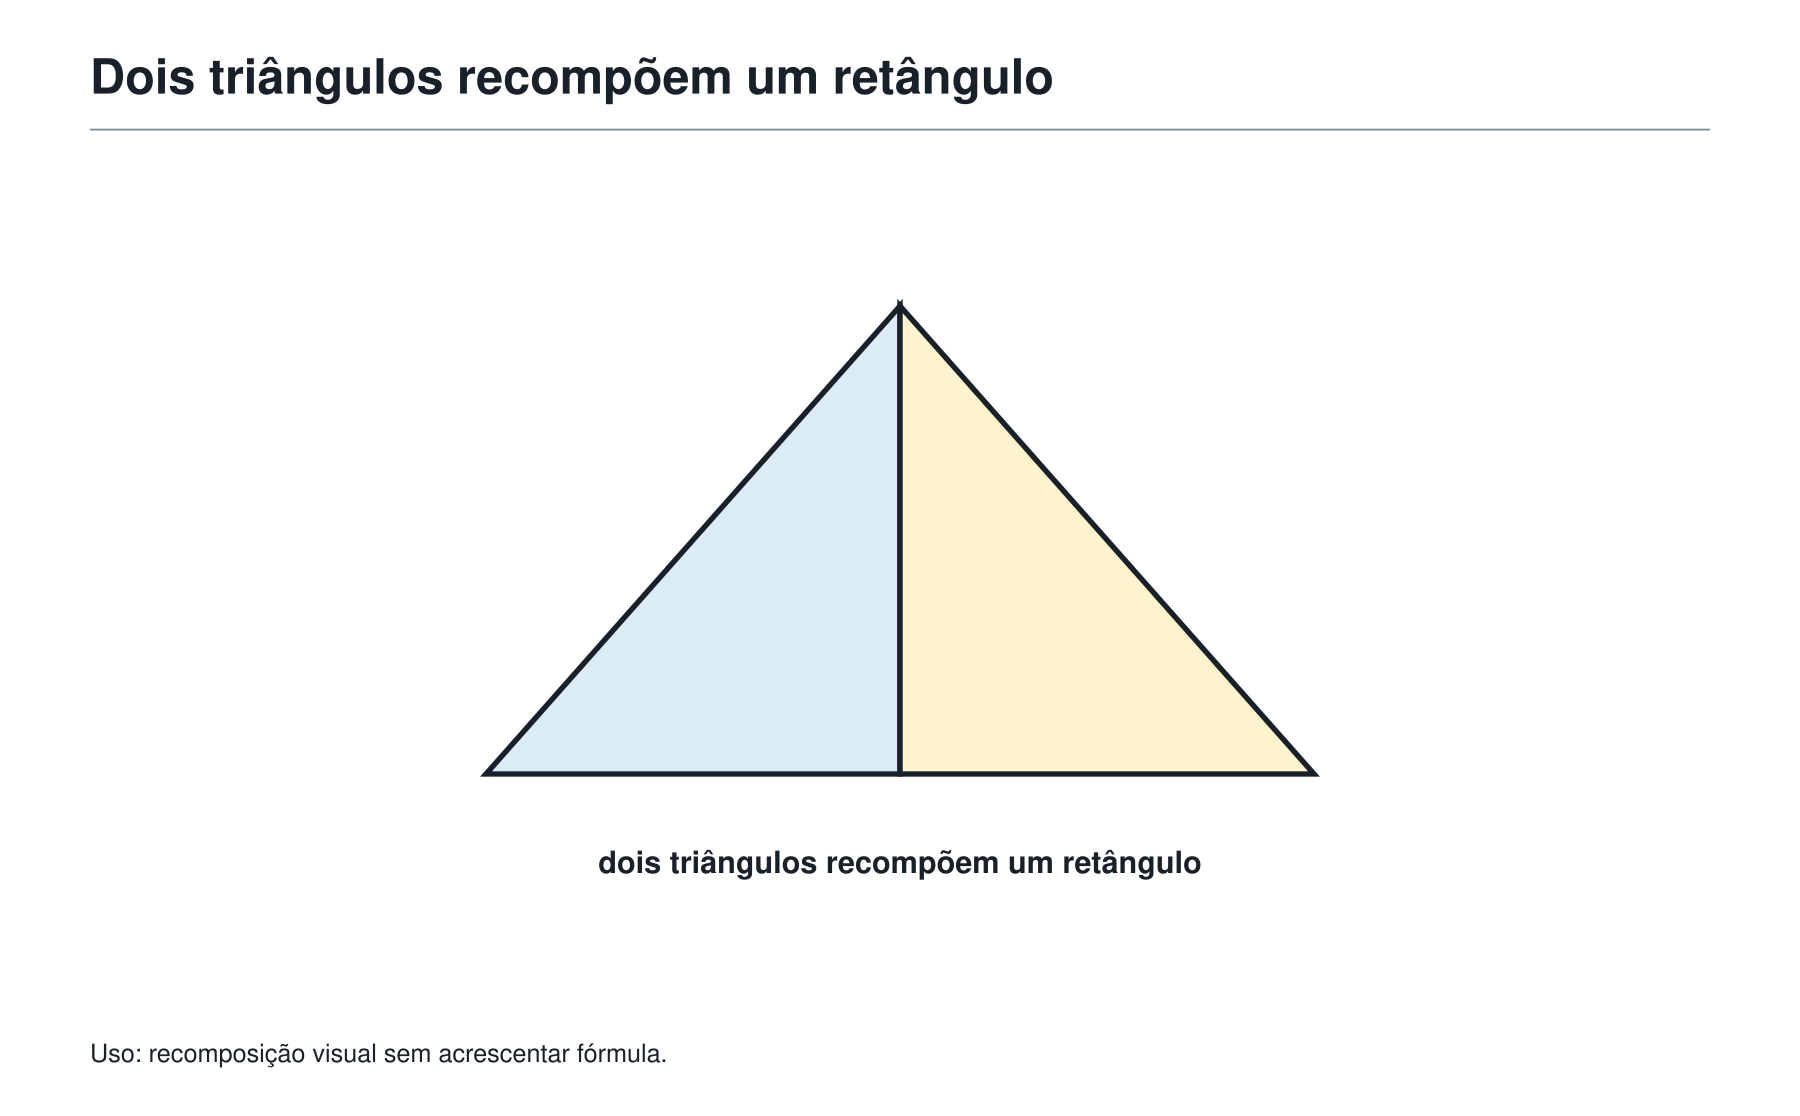 Dois triângulos recompõem um retângulo
dois triângulos recompõem um retângulo
Uso: recomposição visual sem acrescentar fórmula.